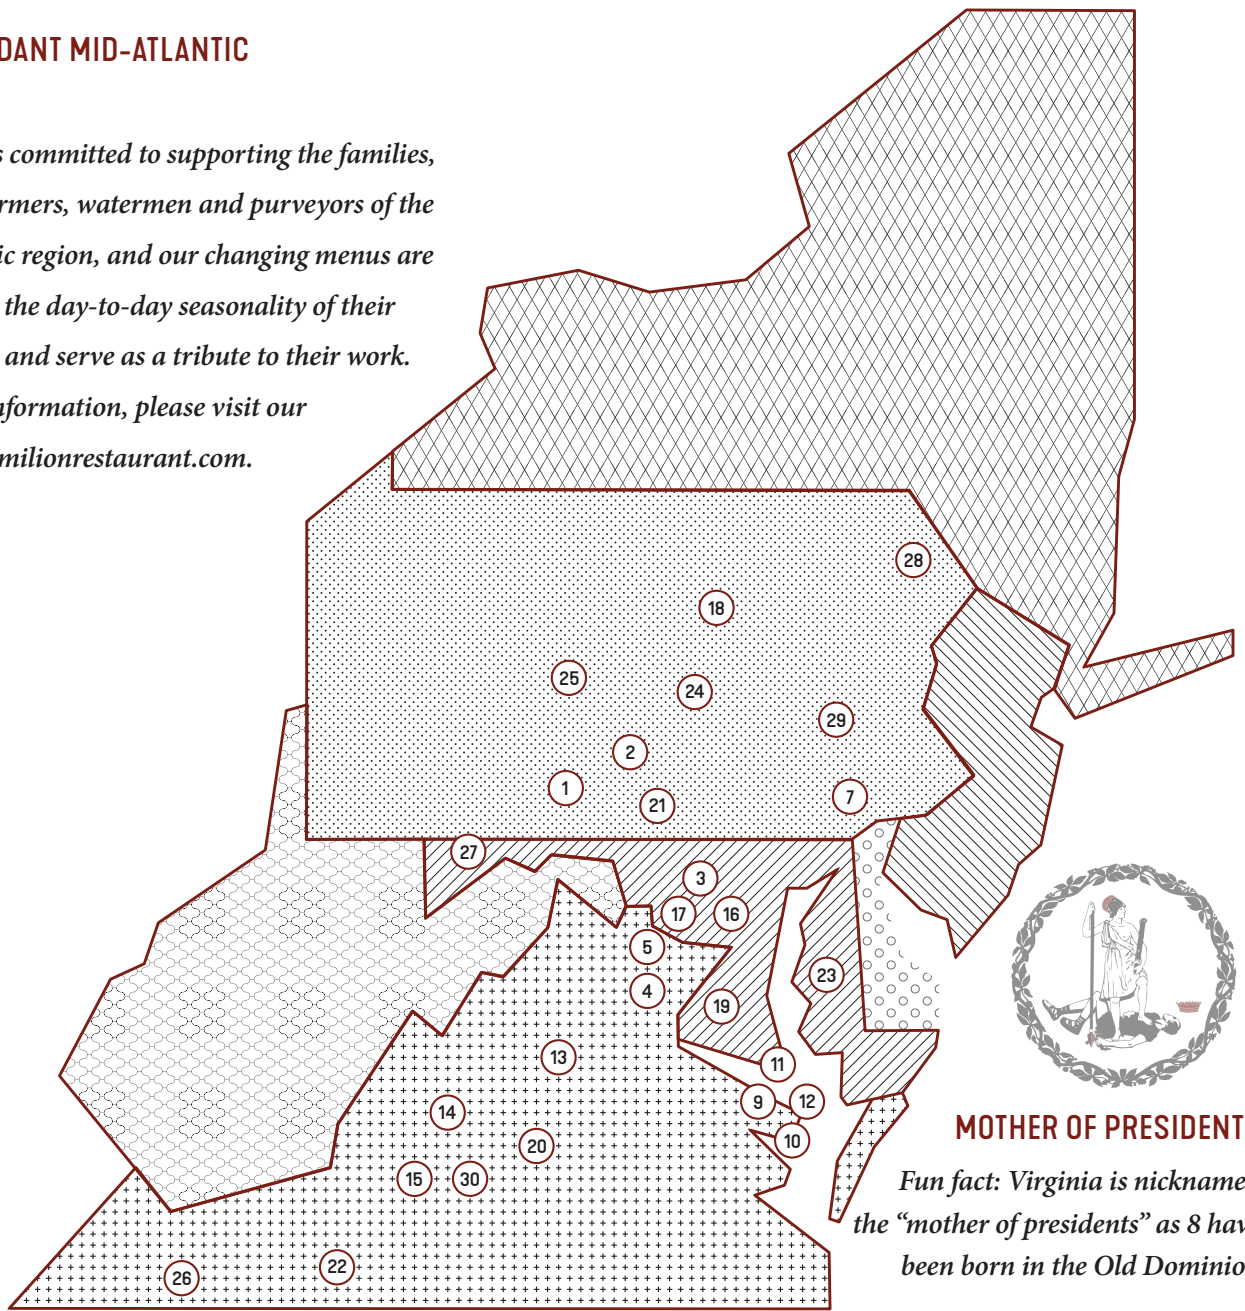 DANT MID-ATLANTIC
s committed to supporting the families,
rmers, watermen and purveyors of the
ic region, and our changing menus are
the day-to-day seasonality of their
and serve as a tribute to their work.
nformation, please visit our
milionrestaurant.com.
28
18
25
24
29
2
1
21
7
27
3
17
16
5
23
4
19
13
11
9
12
14
10
20
15
30
22
26
MOTHER OF PRESIDENT
Fun fact: Virginia is nickname
the “mother of presidents” as 8 hav
been born in the Old Dominio